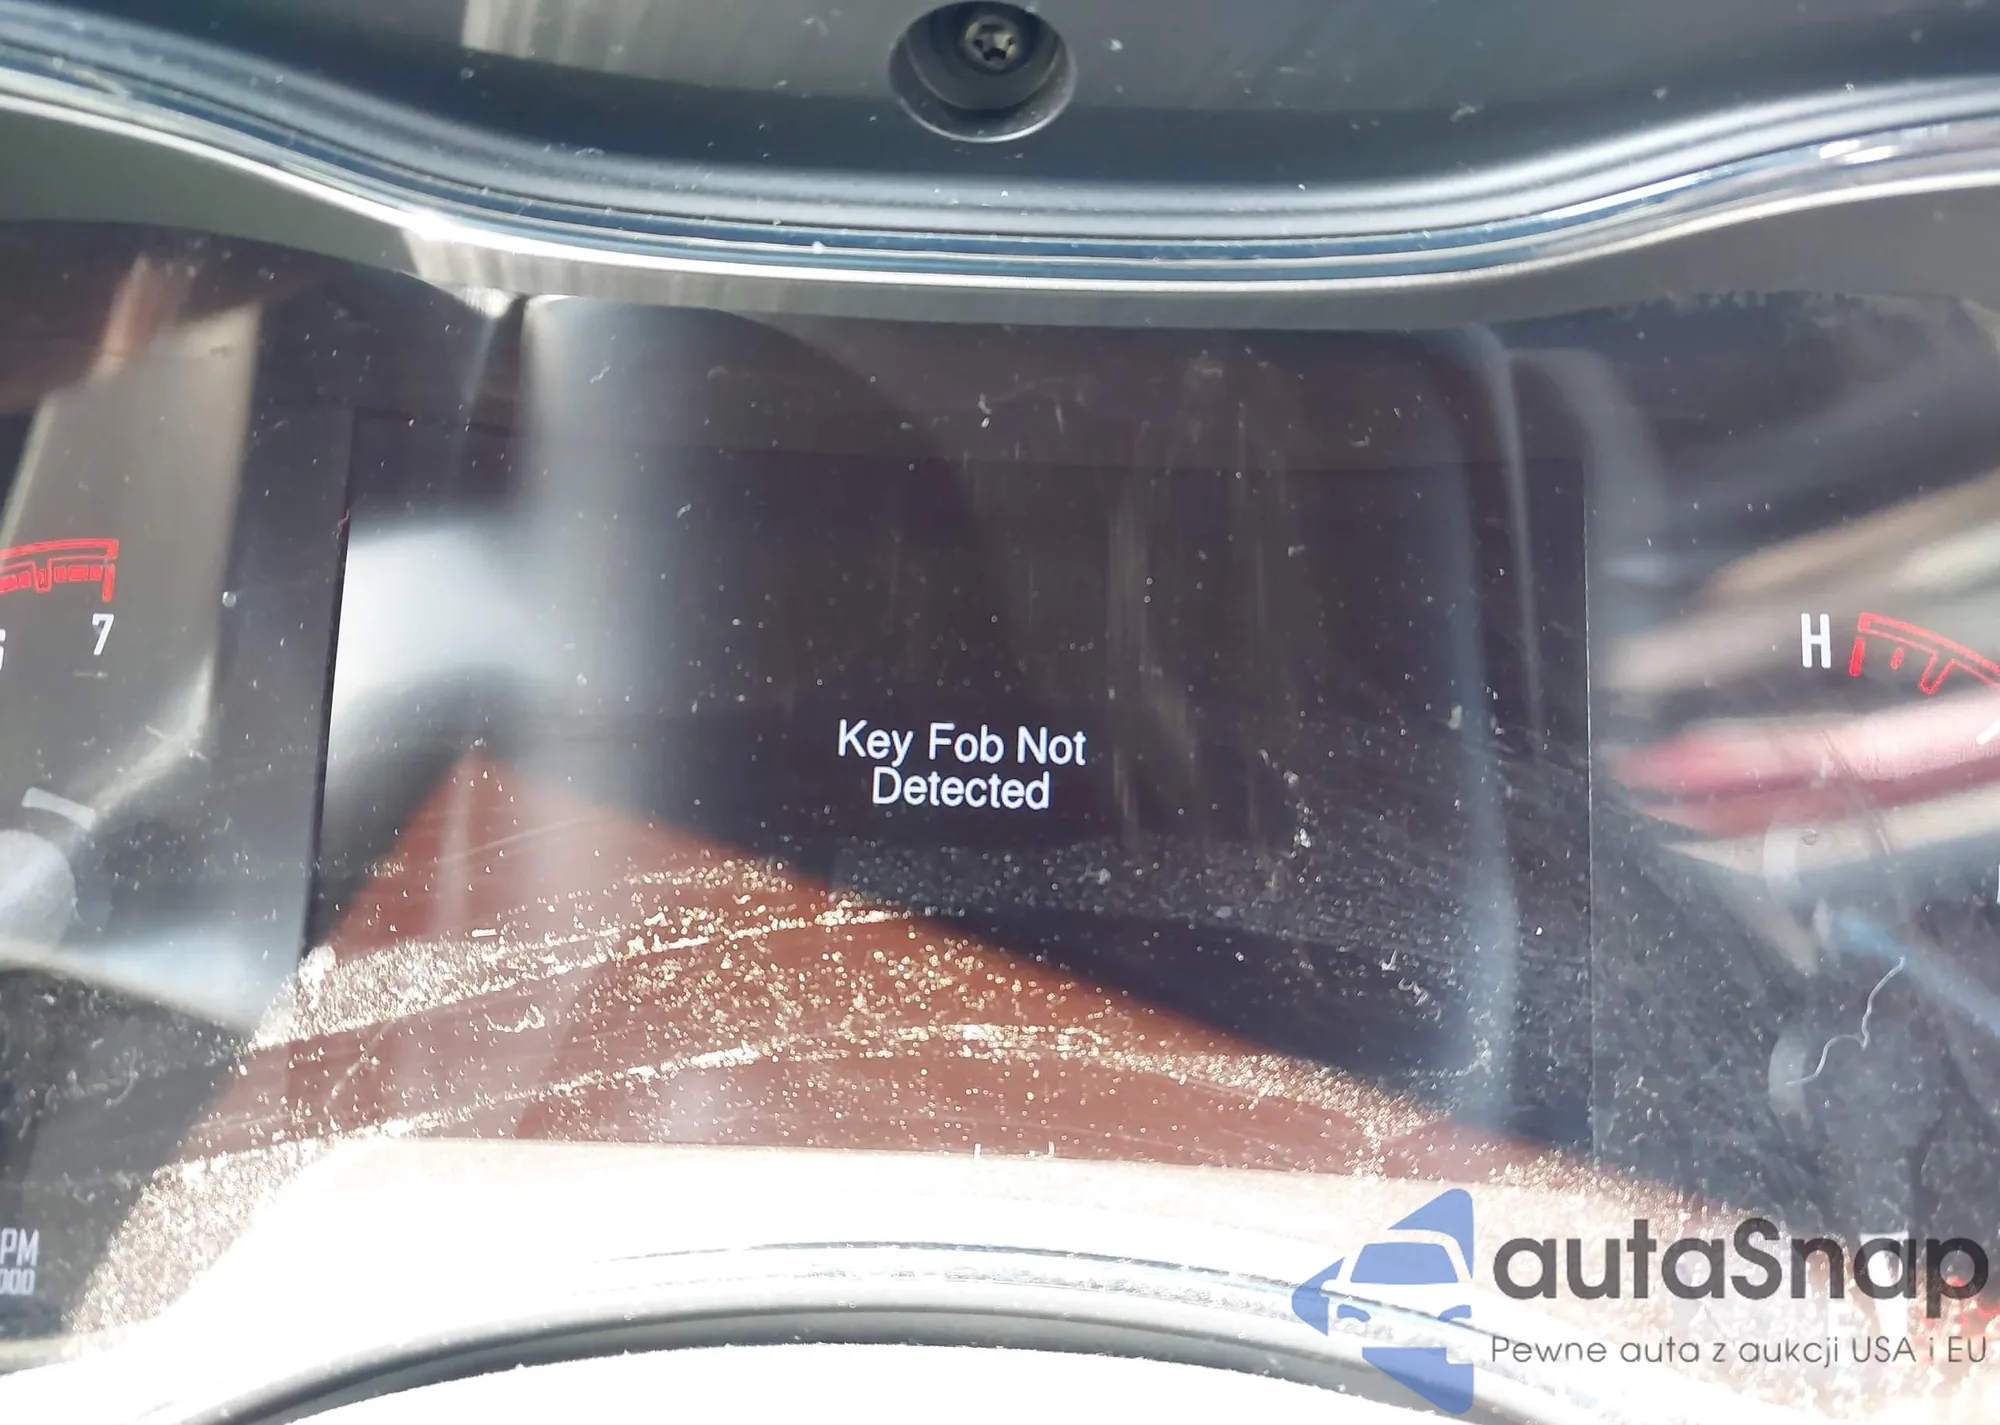 7
H
Key Fob Not
Detected
autaSnap
Pewne auta z aukcji USA i EU